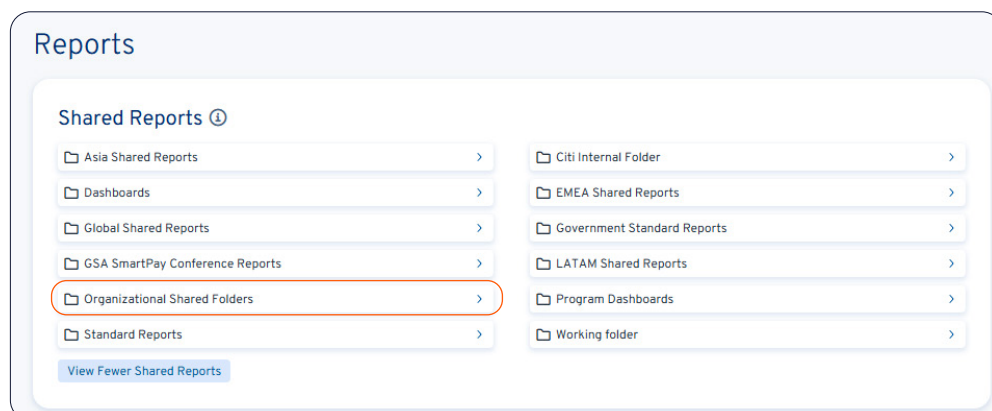 Reports
Shared Reports
Asia Shared Reports
Citi Internal Folder
Dashboards
EMEA Shared Reports
Global Shared Reports
Government Standard Reports
GSA SmartPay Conference Reports
LATAM Shared Reports
Organizational Shared Folders
Program Dashboards
Standard Reports
Working folder
View Fewer Shared Reports